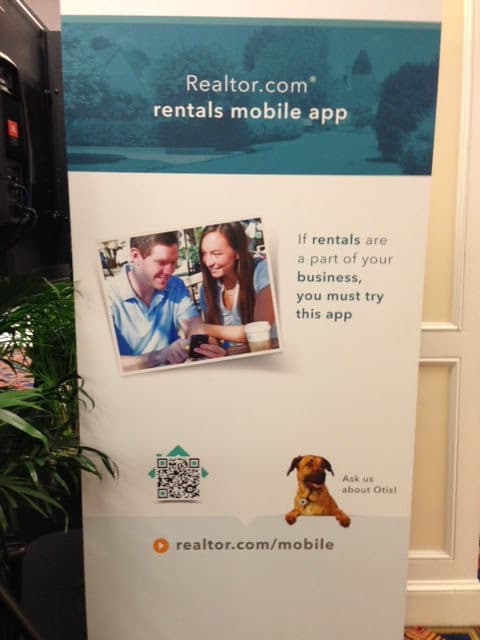 Realtor.com®
rentals mobile app
If rentals are
a part of your
business,
you must try
this app
Ask us
about Otis!
realtor.com/mobile
JBL